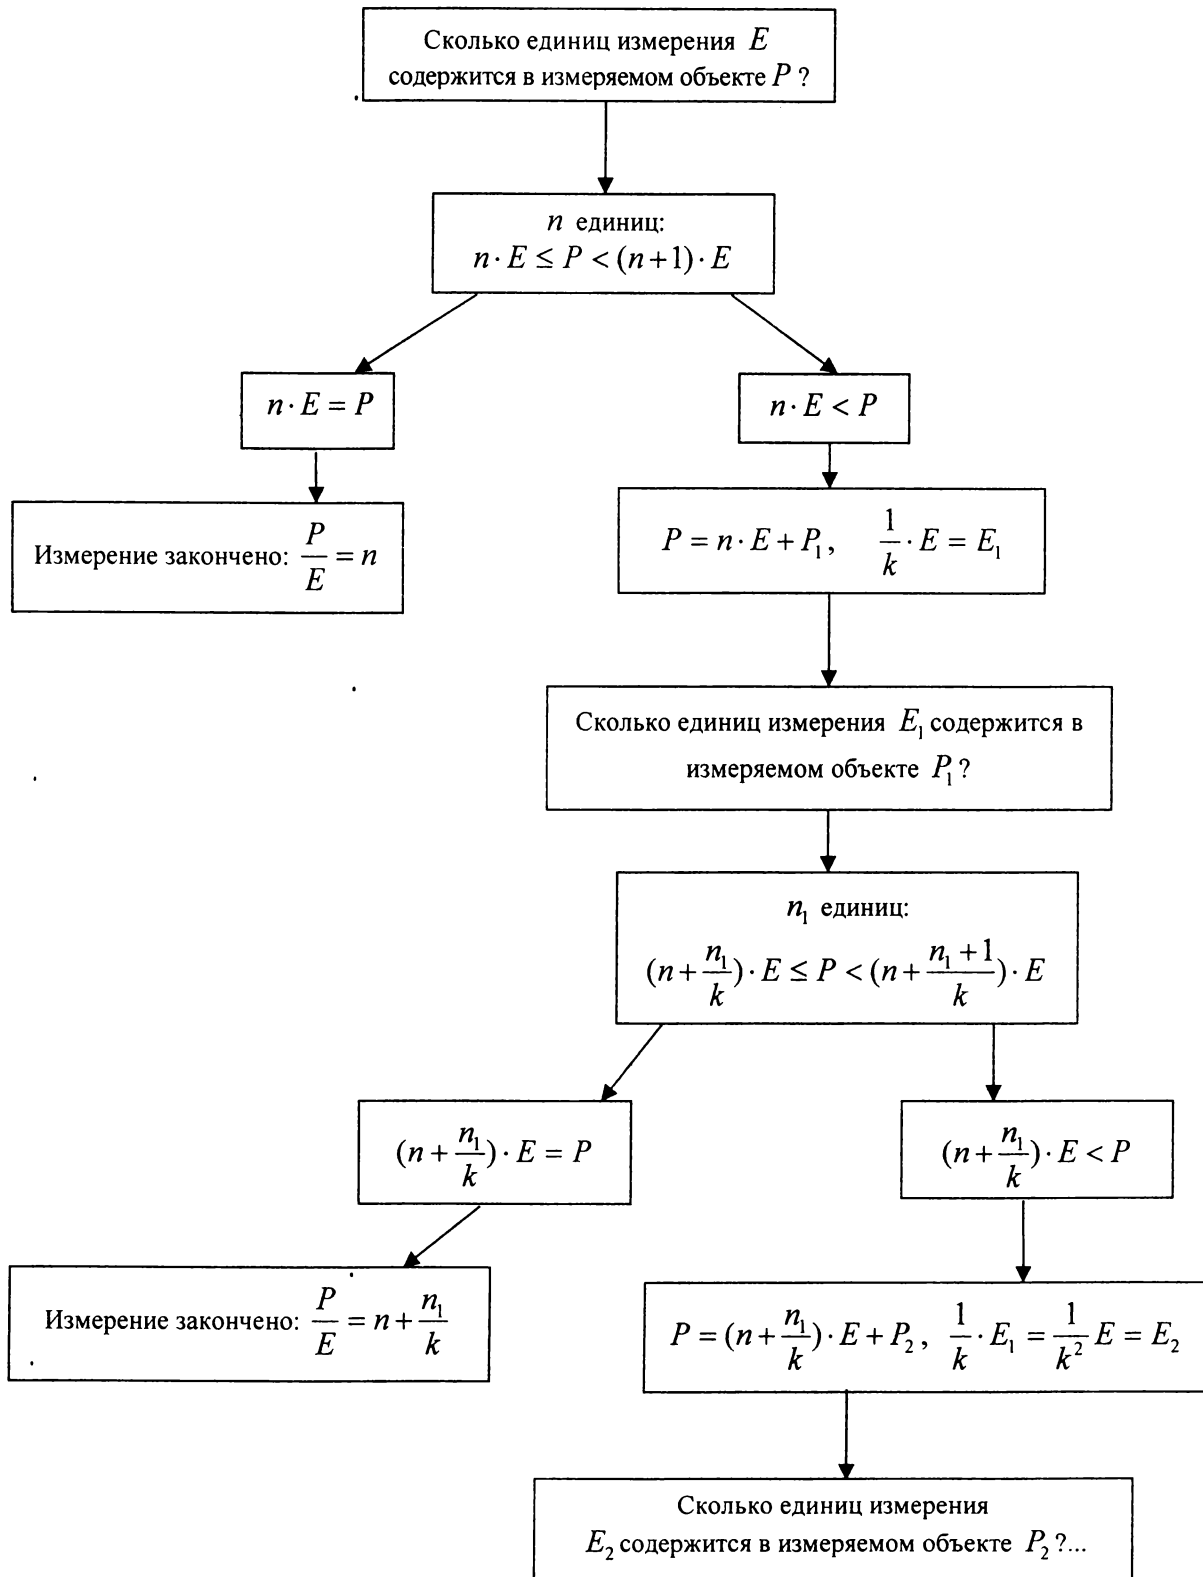 Сколько единиц измерения E
содержится в измеряемом объекте P ?
n единиц:
n · E ≤ P < (n+1) · E
n · E = P
n · E < P
Измерение закончено: P/E = n
P = n · E + P₁, 1/k · E = E₁
Сколько единиц измерения E₁ содержится в
измеряемом объекте P₁ ?
n₁ единиц:
(n + n₁/k) · E ≤ P < (n + (n₁+1)/k) · E
(n + n₁/k) · E = P
(n + n₁/k) · E < P
Измерение закончено: P/E = n + n₁/k
P = (n + n₁/k) · E + P₂, 1/k · E₁ = 1/k² E = E₂
Сколько единиц измерения
E₂ содержится в измеряемом объекте P₂ ?...